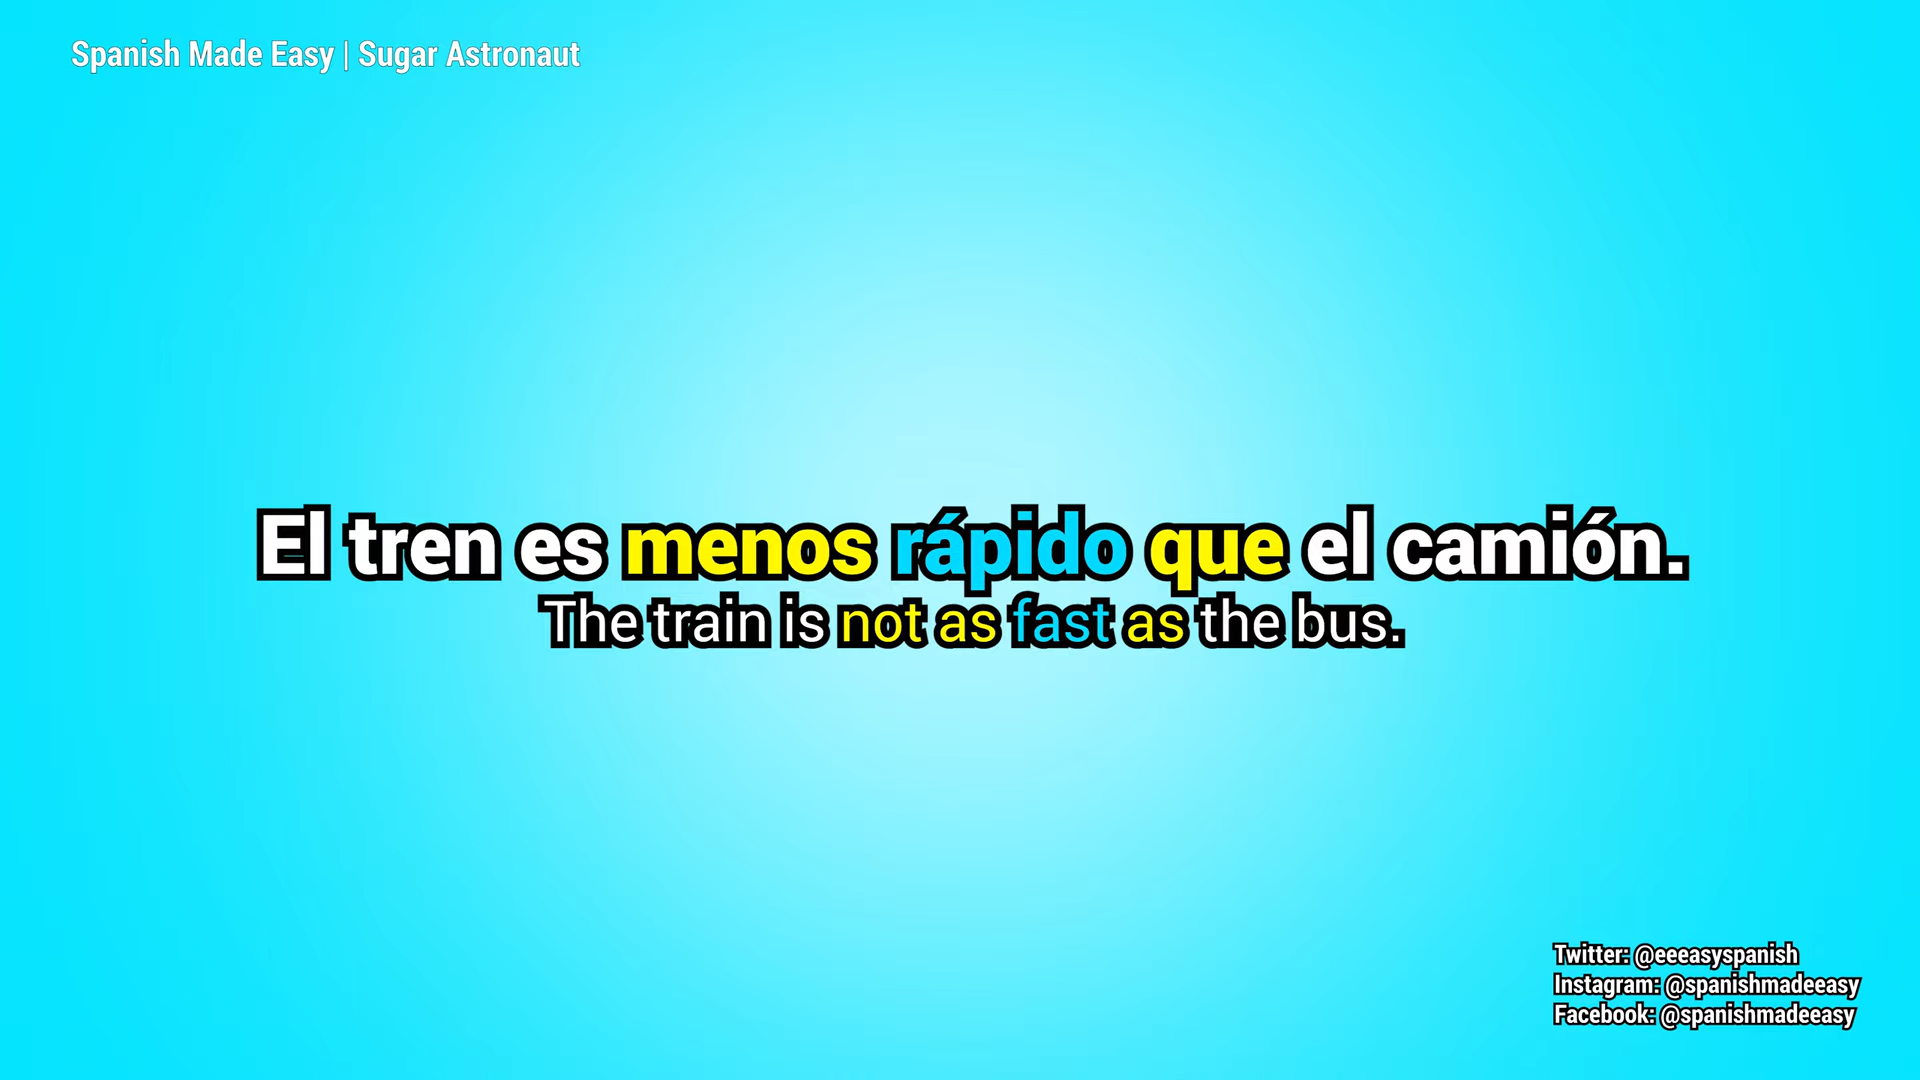 Spanish Made Easy | Sugar Astronaut
El tren es menos rápido que el camión.
The train is not as fast as the bus.
Twitter: @eeeasyspanish
Instagram: @spanishmadeeasy
Facebook: @spanishmadeeasy